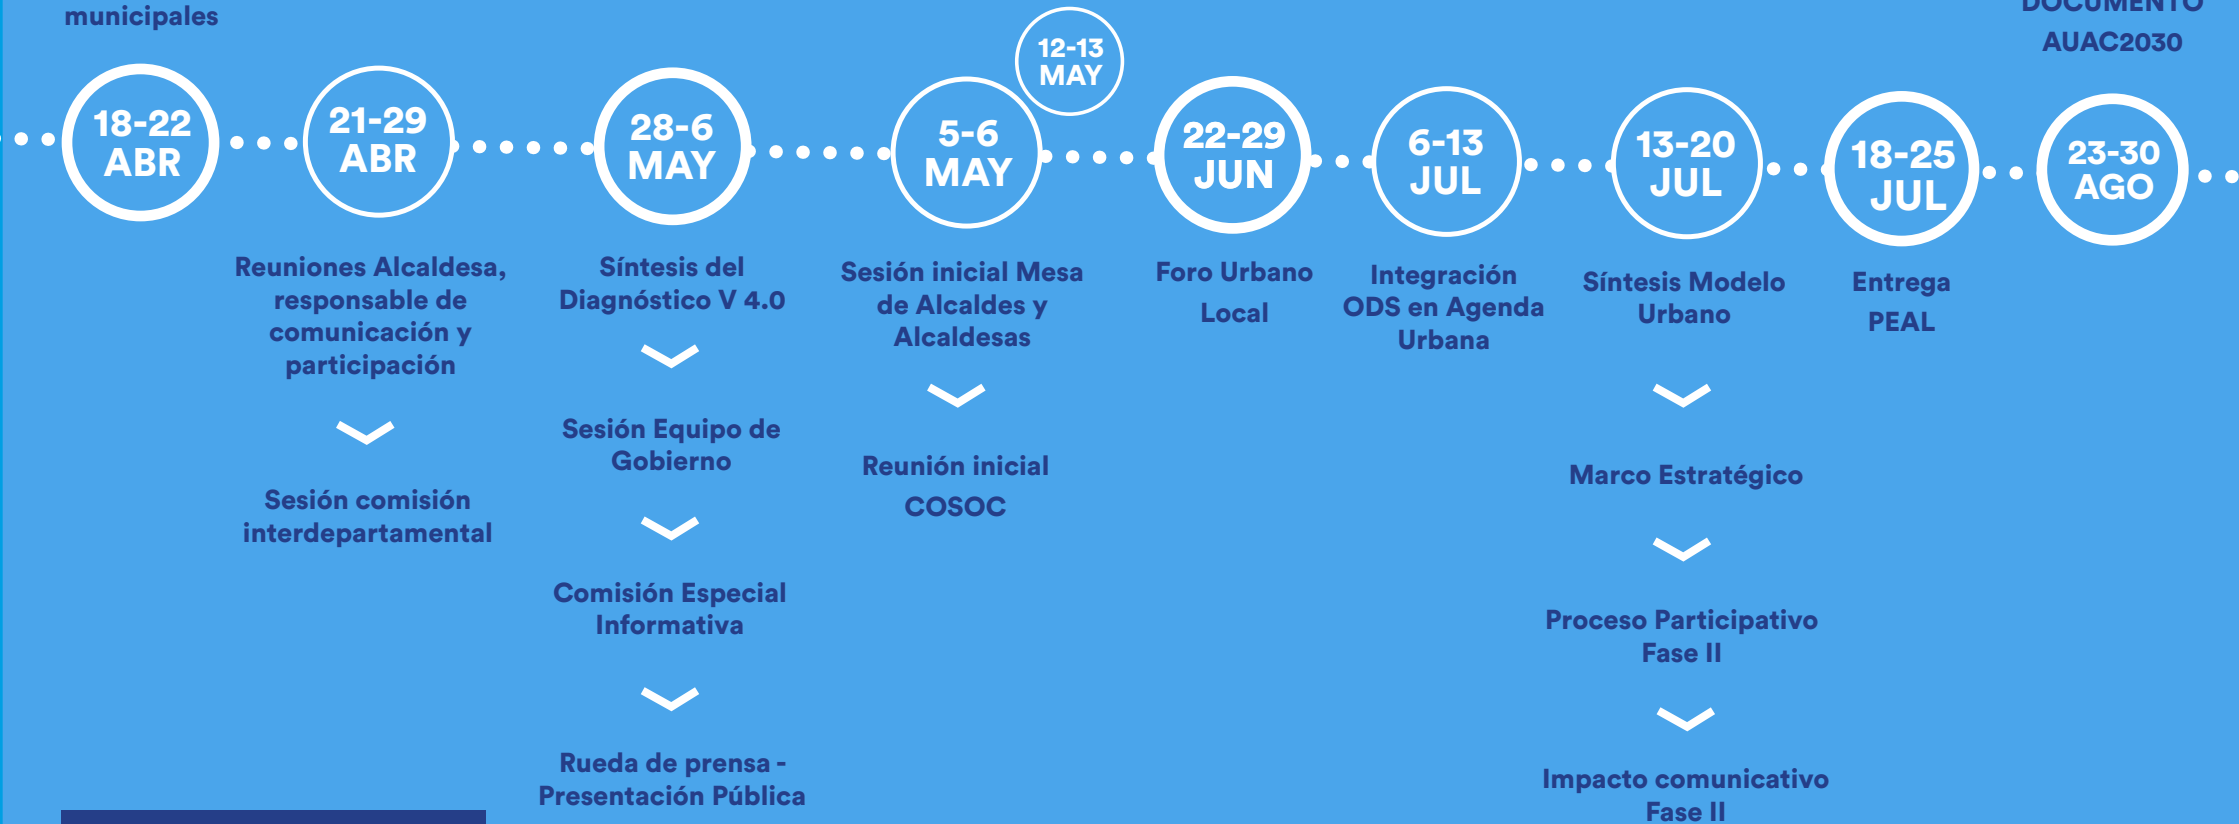 municipales
18-22
ABR
21-29
ABR
Reuniones Alcaldesa,
responsable de
comunicación y
participación
Sesión comisión
interdepartamental
28-6
MAY
Síntesis del
Diagnóstico V 4.0
Sesión Equipo de
Gobierno
Comisión Especial
Informativa
Rueda de prensa -
Presentación Pública
5-6
MAY
12-13
MAY
Sesión inicial Mesa
de Alcaldes y
Alcaldesas
Reunión inicial
COSOC
22-29
JUN
Foro Urbano
Local
6-13
JUL
Integración
ODS en Agenda
Urbana
13-20
JUL
Síntesis Modelo
Urbano
Marco Estratégico
Proceso Participativo
Fase II
Impacto comunicativo
Fase II
18-25
JUL
Entrega
PEAL
DOCUMENTO
AUAC2030
23-30
AGO